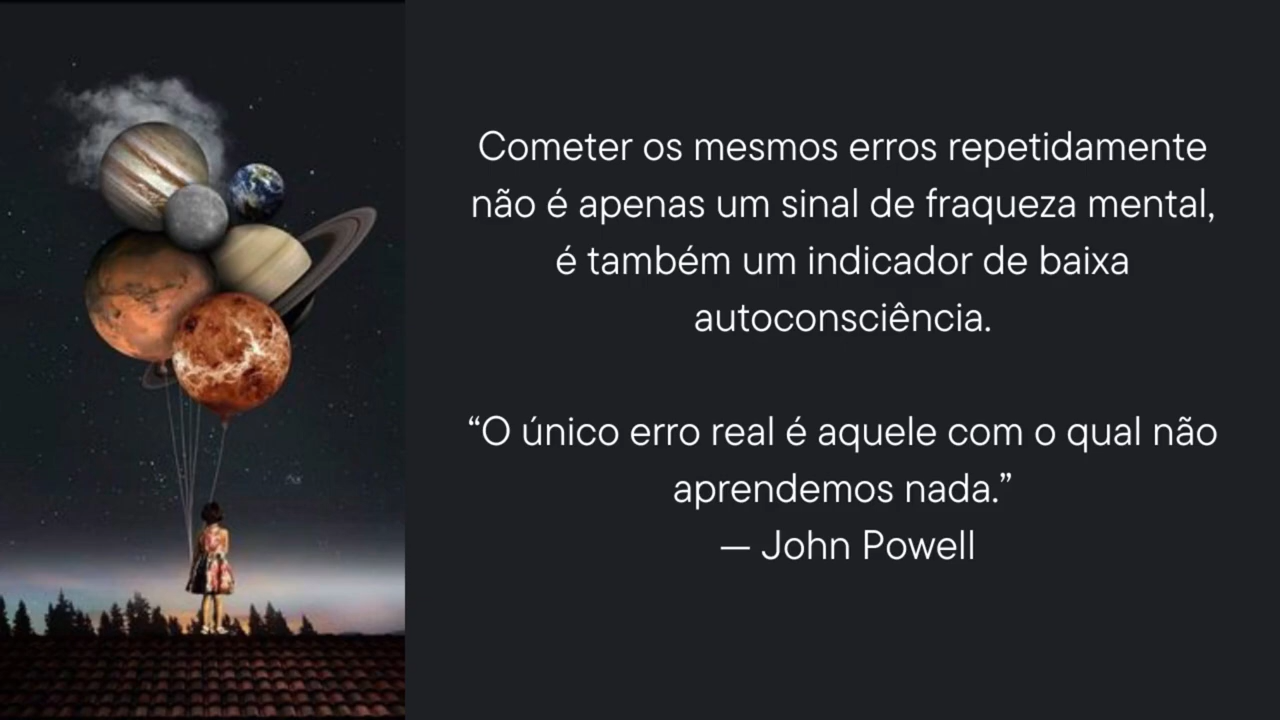 Cometer os mesmos erros repetidamente
não é apenas um sinal de fraqueza mental,
é também um indicador de baixa
autoconsciência.
“O único erro real é aquele com o qual não
aprendemos nada.”
— John Powell